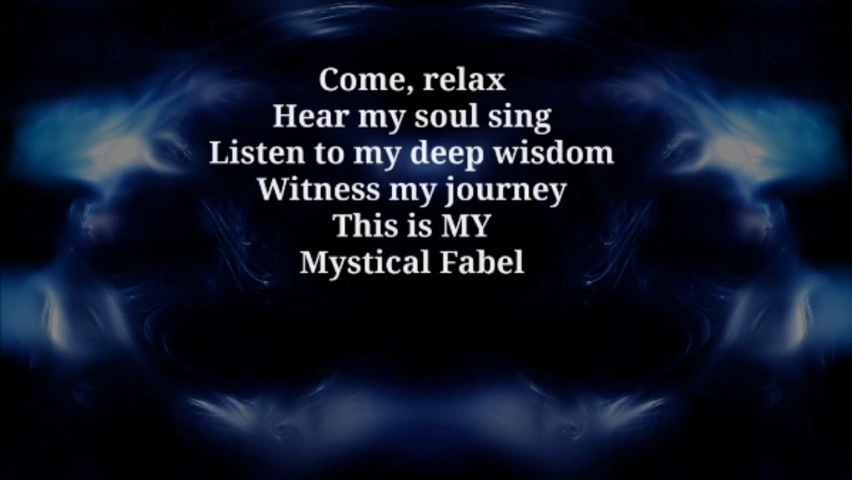 Come, relax
Hear my soul sing
Listen to my deep wisdom
Witness my journey
This is MY
Mystical Fabel